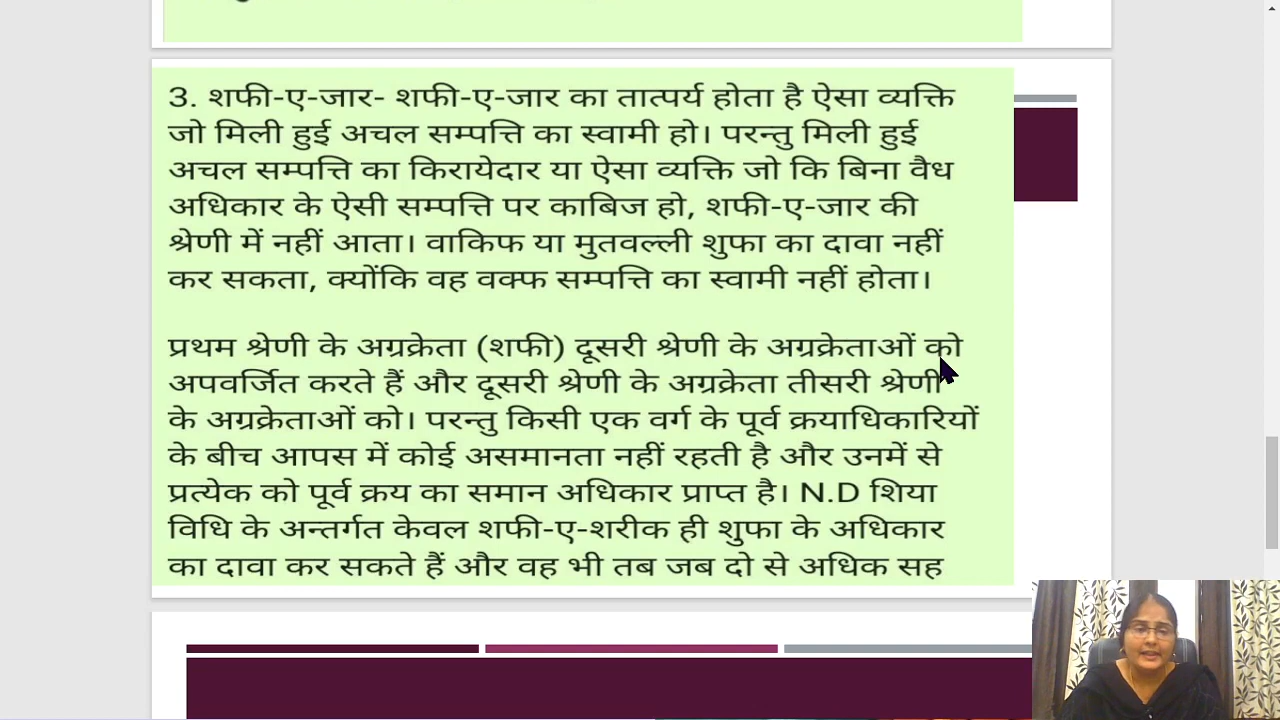 3. शफी-ए-जार- शफी-ए-जार का तात्पर्य होता है ऐसा व्यक्ति
जो मिली हुई अचल सम्पत्ति का स्वामी हो। परन्तु मिली हुई
अचल सम्पत्ति का किरायेदार या ऐसा व्यक्ति जो कि बिना वैध
अधिकार के ऐसी सम्पत्ति पर काबिज हो, शफी-ए-जार की
श्रेणी में नहीं आता। वाकिफ या मुतवल्ली शुफा का दावा नहीं
कर सकता, क्योंकि वह वक्फ सम्पत्ति का स्वामी नहीं होता।
प्रथम श्रेणी के अग्रक्रेता (शफी) दूसरी श्रेणी के अग्रक्रेताओं को
अपवर्जित करते हैं और दूसरी श्रेणी के अग्रक्रेता तीसरी श्रेणी
के अग्रक्रेताओं को। परन्तु किसी एक वर्ग के पूर्व क्रयाधिकारियों
के बीच आपस में कोई असमानता नहीं रहती है और उनमें से
प्रत्येक को पूर्व क्रय का समान अधिकार प्राप्त है। N.D शिया
विधि के अन्तर्गत केवल शफी-ए-शरीक ही शुफा के अधिकार
का दावा कर सकते हैं और वह भी तब जब दो से अधिक सह